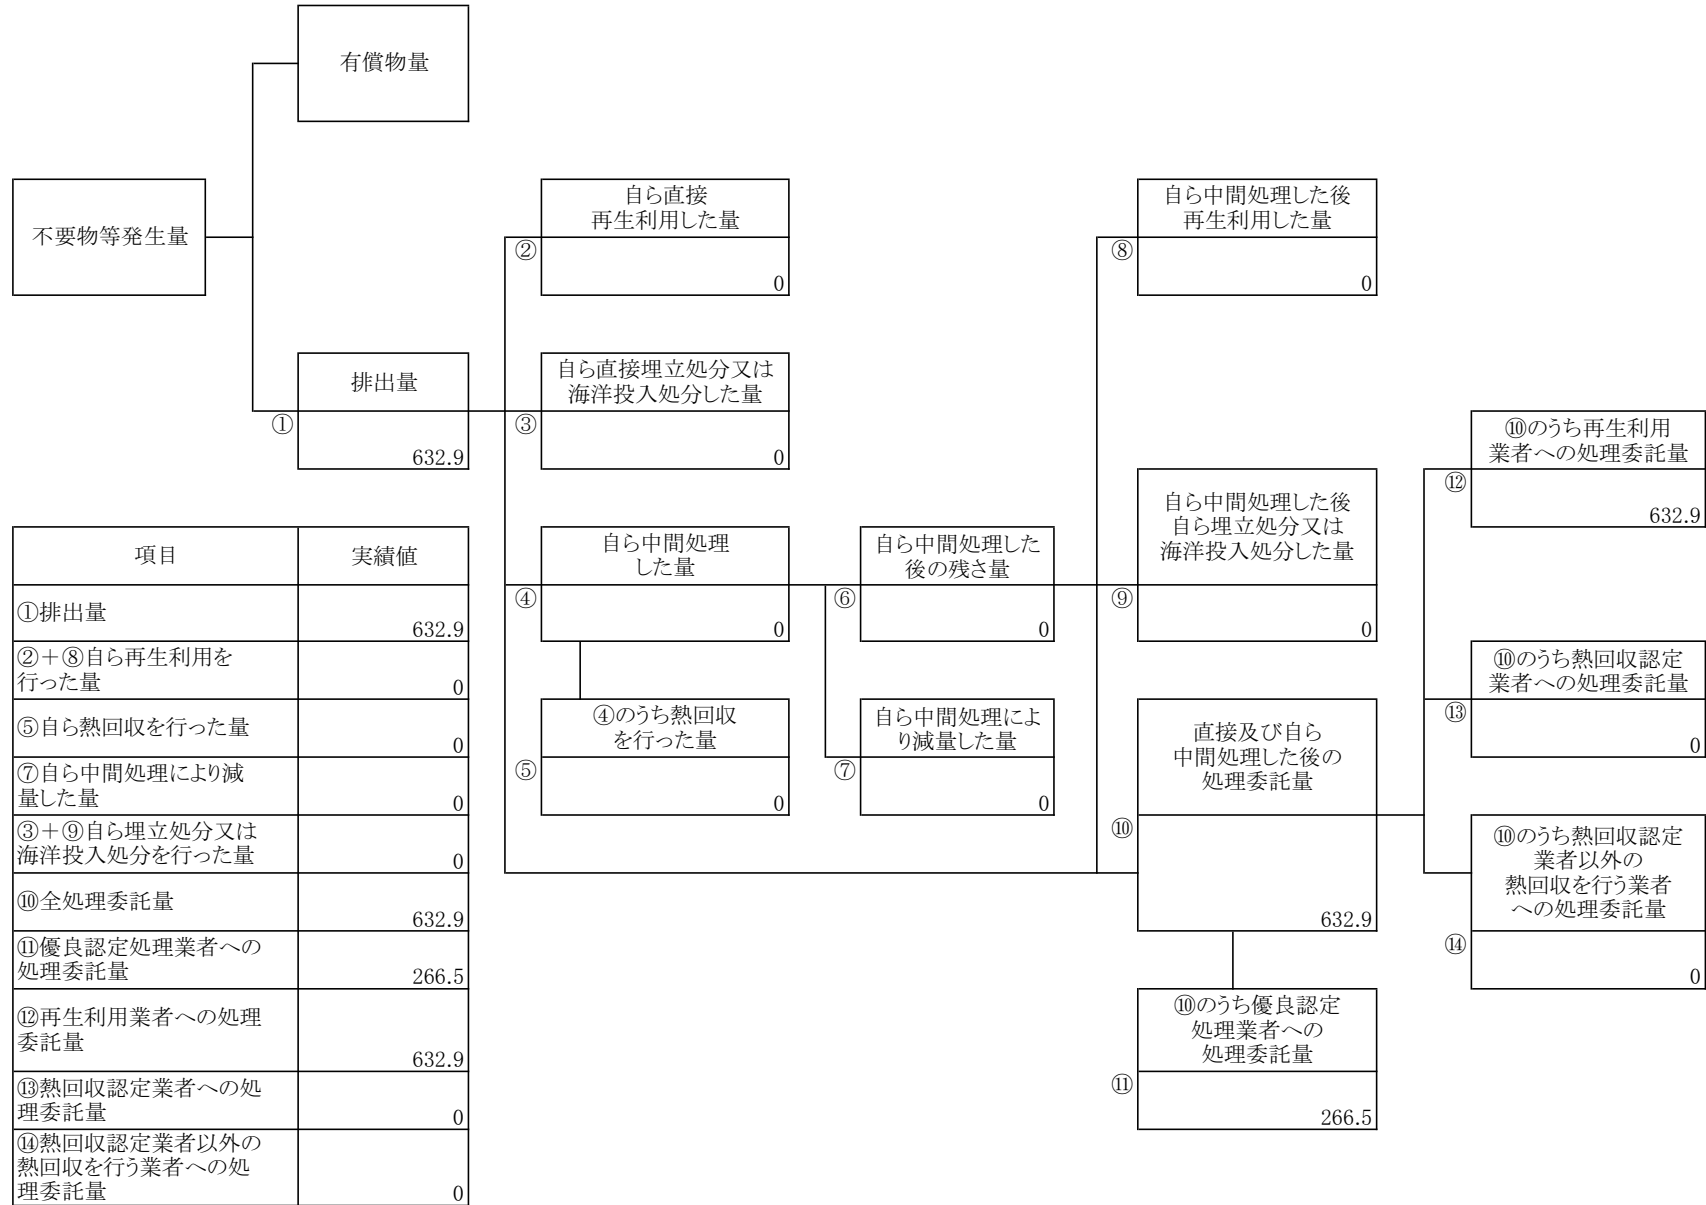 有償物量
不要物等発生量
自ら直接
再生利用した量
②
0
自ら中間処理した後
再生利用した量
⑧
0
排出量
①
632.9
自ら直接埋立処分又は
海洋投入処分した量
③
0
⑩のうち再生利用
業者への処理委託量
⑫
632.9
自ら中間処理した後
自ら埋立処分又は
海洋投入処分した量
⑨
0
自ら中間処理
した量
④
0
自ら中間処理した
後の残さ量
⑥
0
⑩のうち熱回収認定
業者への処理委託量
⑬
0
④のうち熱回収
を行った量
⑤
0
自ら中間処理によ
り減量した量
⑦
0
直接及び自ら
中間処理した後の
処理委託量
⑩
632.9
⑩のうち熱回収認定
業者以外の
熱回収を行う業者
への処理委託量
⑭
0
⑩のうち優良認定
処理業者への
処理委託量
⑪
266.5
項目 実績値
①排出量
632.9
②+⑧自ら再生利用を
行った量
0
⑤自ら熱回収を行った量
0
⑦自ら中間処理により減
量した量
0
③+⑨自ら埋立処分又は
海洋投入処分を行った量
0
⑩全処理委託量
632.9
⑪優良認定処理業者への
処理委託量
266.5
⑫再生利用業者への処理
委託量
632.9
⑬熱回収認定業者への処
理委託量
0
⑭熱回収認定業者以外の
熱回収を行う業者への処
理委託量
0